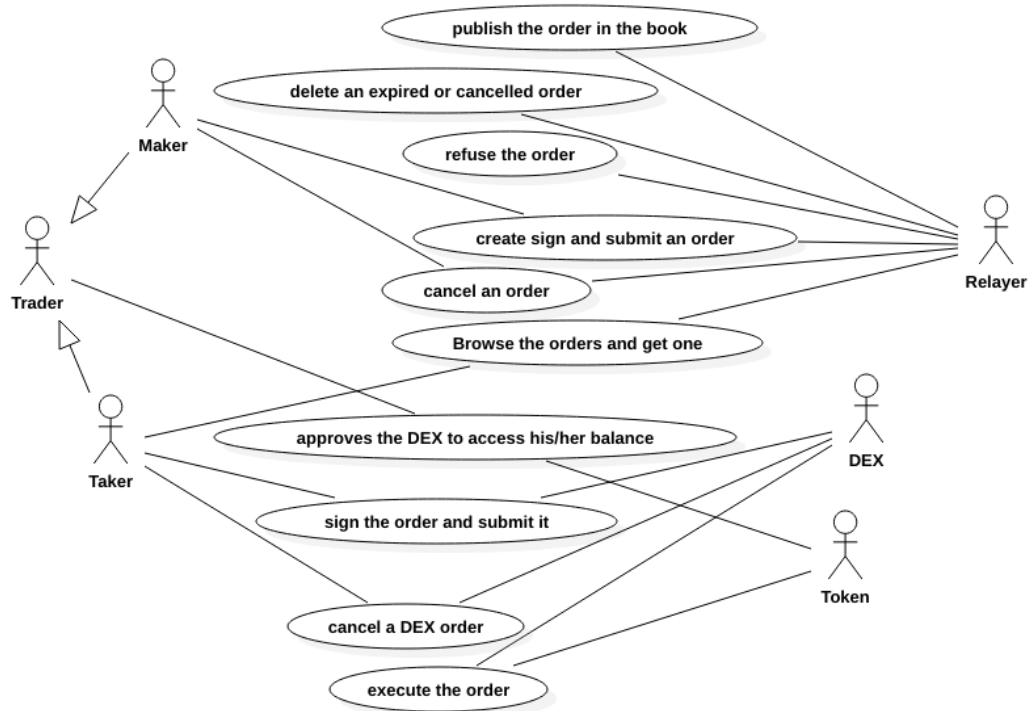 publish the order in the book
delete an expired or cancelled order
Maker
refuse the order
create sign and submit an order
Relayer
Trader
cancel an order
Browse the orders and get one
approves the DEX to access his/her balance
DEX
Taker
sign the order and submit it
Token
cancel a DEX order
execute the order